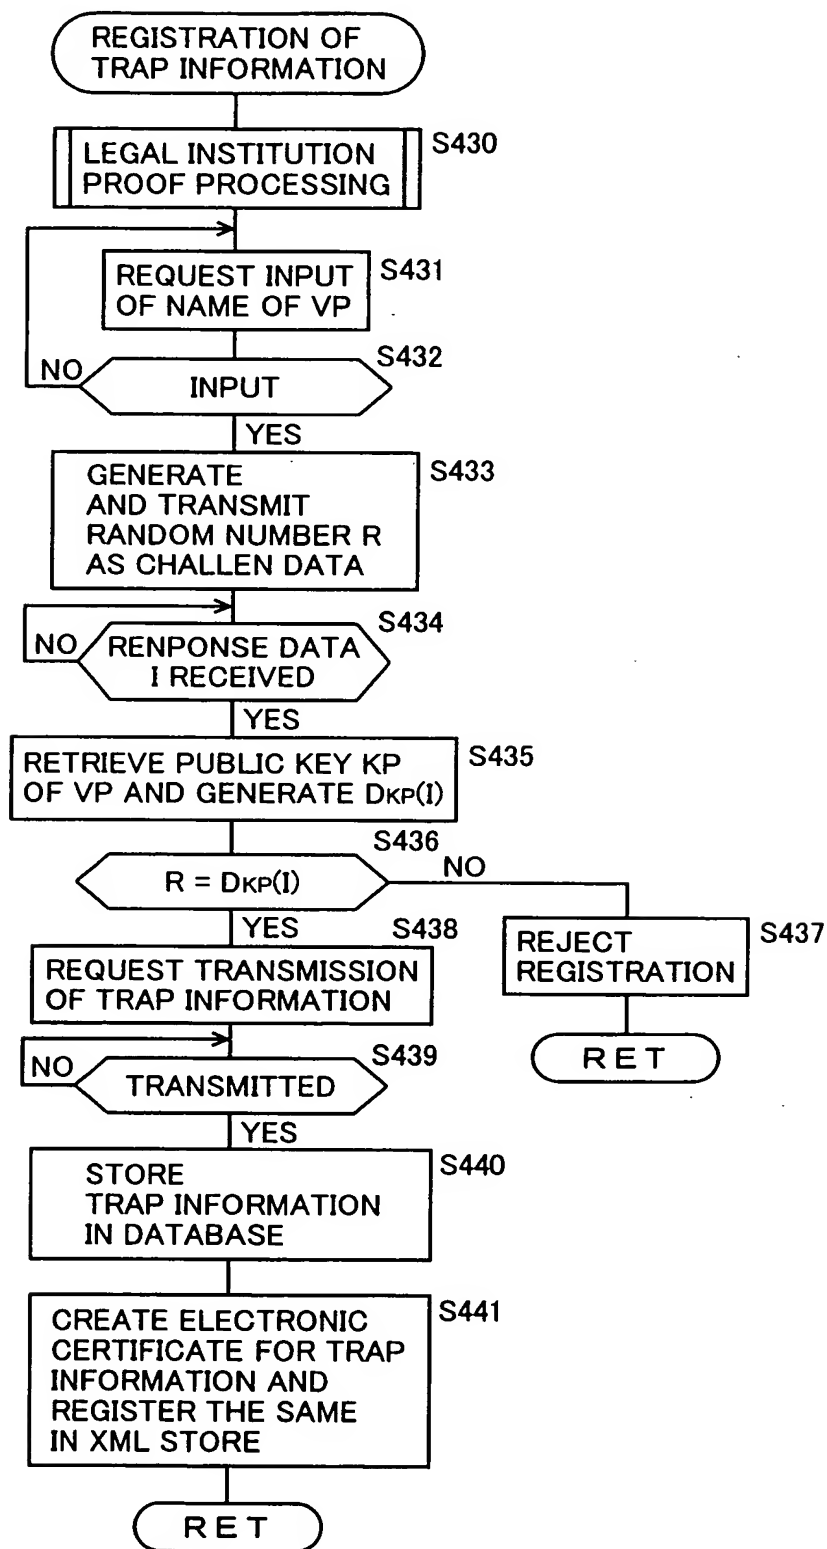 REGISTRATION OF
TRAP INFORMATION
LEGAL INSTITUTION
PROOF PROCESSING
S430
REQUEST INPUT
OF NAME OF VP
S431
S432
NO
INPUT
YES
GENERATE
AND TRANSMIT
RANDOM NUMBER R
AS CHALLEN DATA
S433
S434
NO
RENPONSE DATA
I RECEIVED
YES
RETRIEVE PUBLIC KEY KP
OF VP AND GENERATE DKP(I)
S435
S436
R = DKP(I)
NO
YES
S438
REQUEST TRANSMISSION
OF TRAP INFORMATION
REJECT
REGISTRATION
S437
RET
S439
NO
TRANSMITTED
YES
STORE
TRAP INFORMATION
IN DATABASE
S440
CREATE ELECTRONIC
CERTIFICATE FOR TRAP
INFORMATION AND
REGISTER THE SAME
IN XML STORE
S441
RET